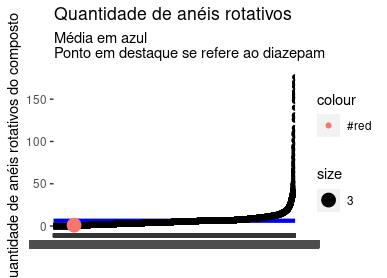 Quantidade de anéis rotativos
Média em azul
Ponto em destaque se refere ao diazepam
uantidade de anéis rotativos do composto
150
100
50
0
colour
#red
size
3